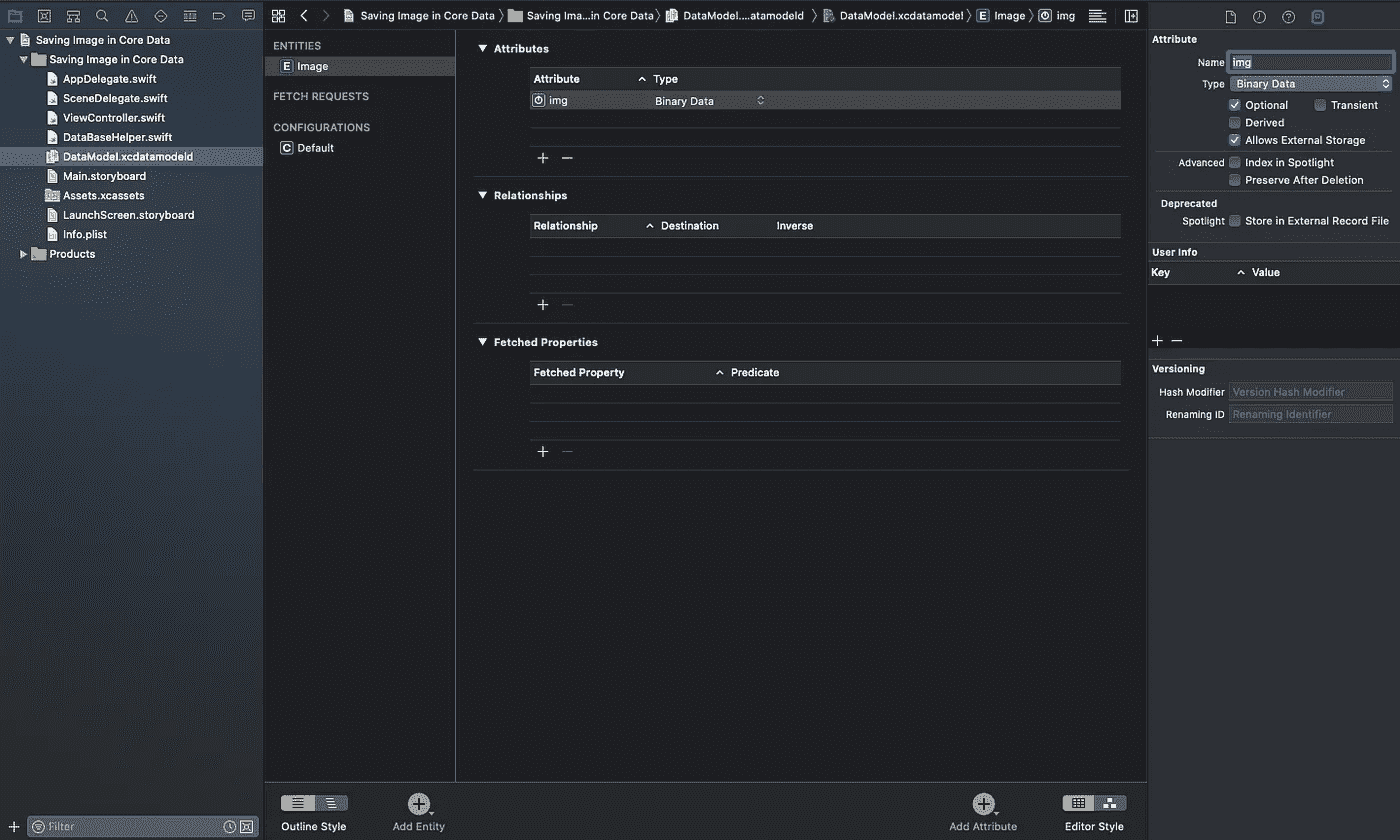 Saving Image in Core Data
Saving Image in Core Data
AppDelegate.swift
SceneDelegate.swift
ViewController.swift
DataBaseHelper.swift
DataModel.xcdatamodeld
Main.storyboard
Assets.xcassets
LaunchScreen.storyboard
Info.plist
Products
Filter
Saving Image in Core Data 〉 Saving Ima...in Core Data 〉 DataModel....atamodeld 〉 DataModel.xcdatamodel 〉 E Image 〉 img
ENTITIES
E Image
FETCH REQUESTS
CONFIGURATIONS
C Default
Attributes
Attribute Type
img Binary Data
Relationships
Relationship Destination Inverse
Fetched Properties
Fetched Property Predicate
Outline Style
Add Entity
Add Attribute
Editor Style
Attribute
Name img
Type Binary Data
Optional Transient
Derived
Allows External Storage
Advanced Index in Spotlight
Preserve After Deletion
Deprecated
Spotlight Store in External Record File
User Info
Key Value
Versioning
Hash Modifier Version Hash Modifier
Renaming ID Renaming Identifier